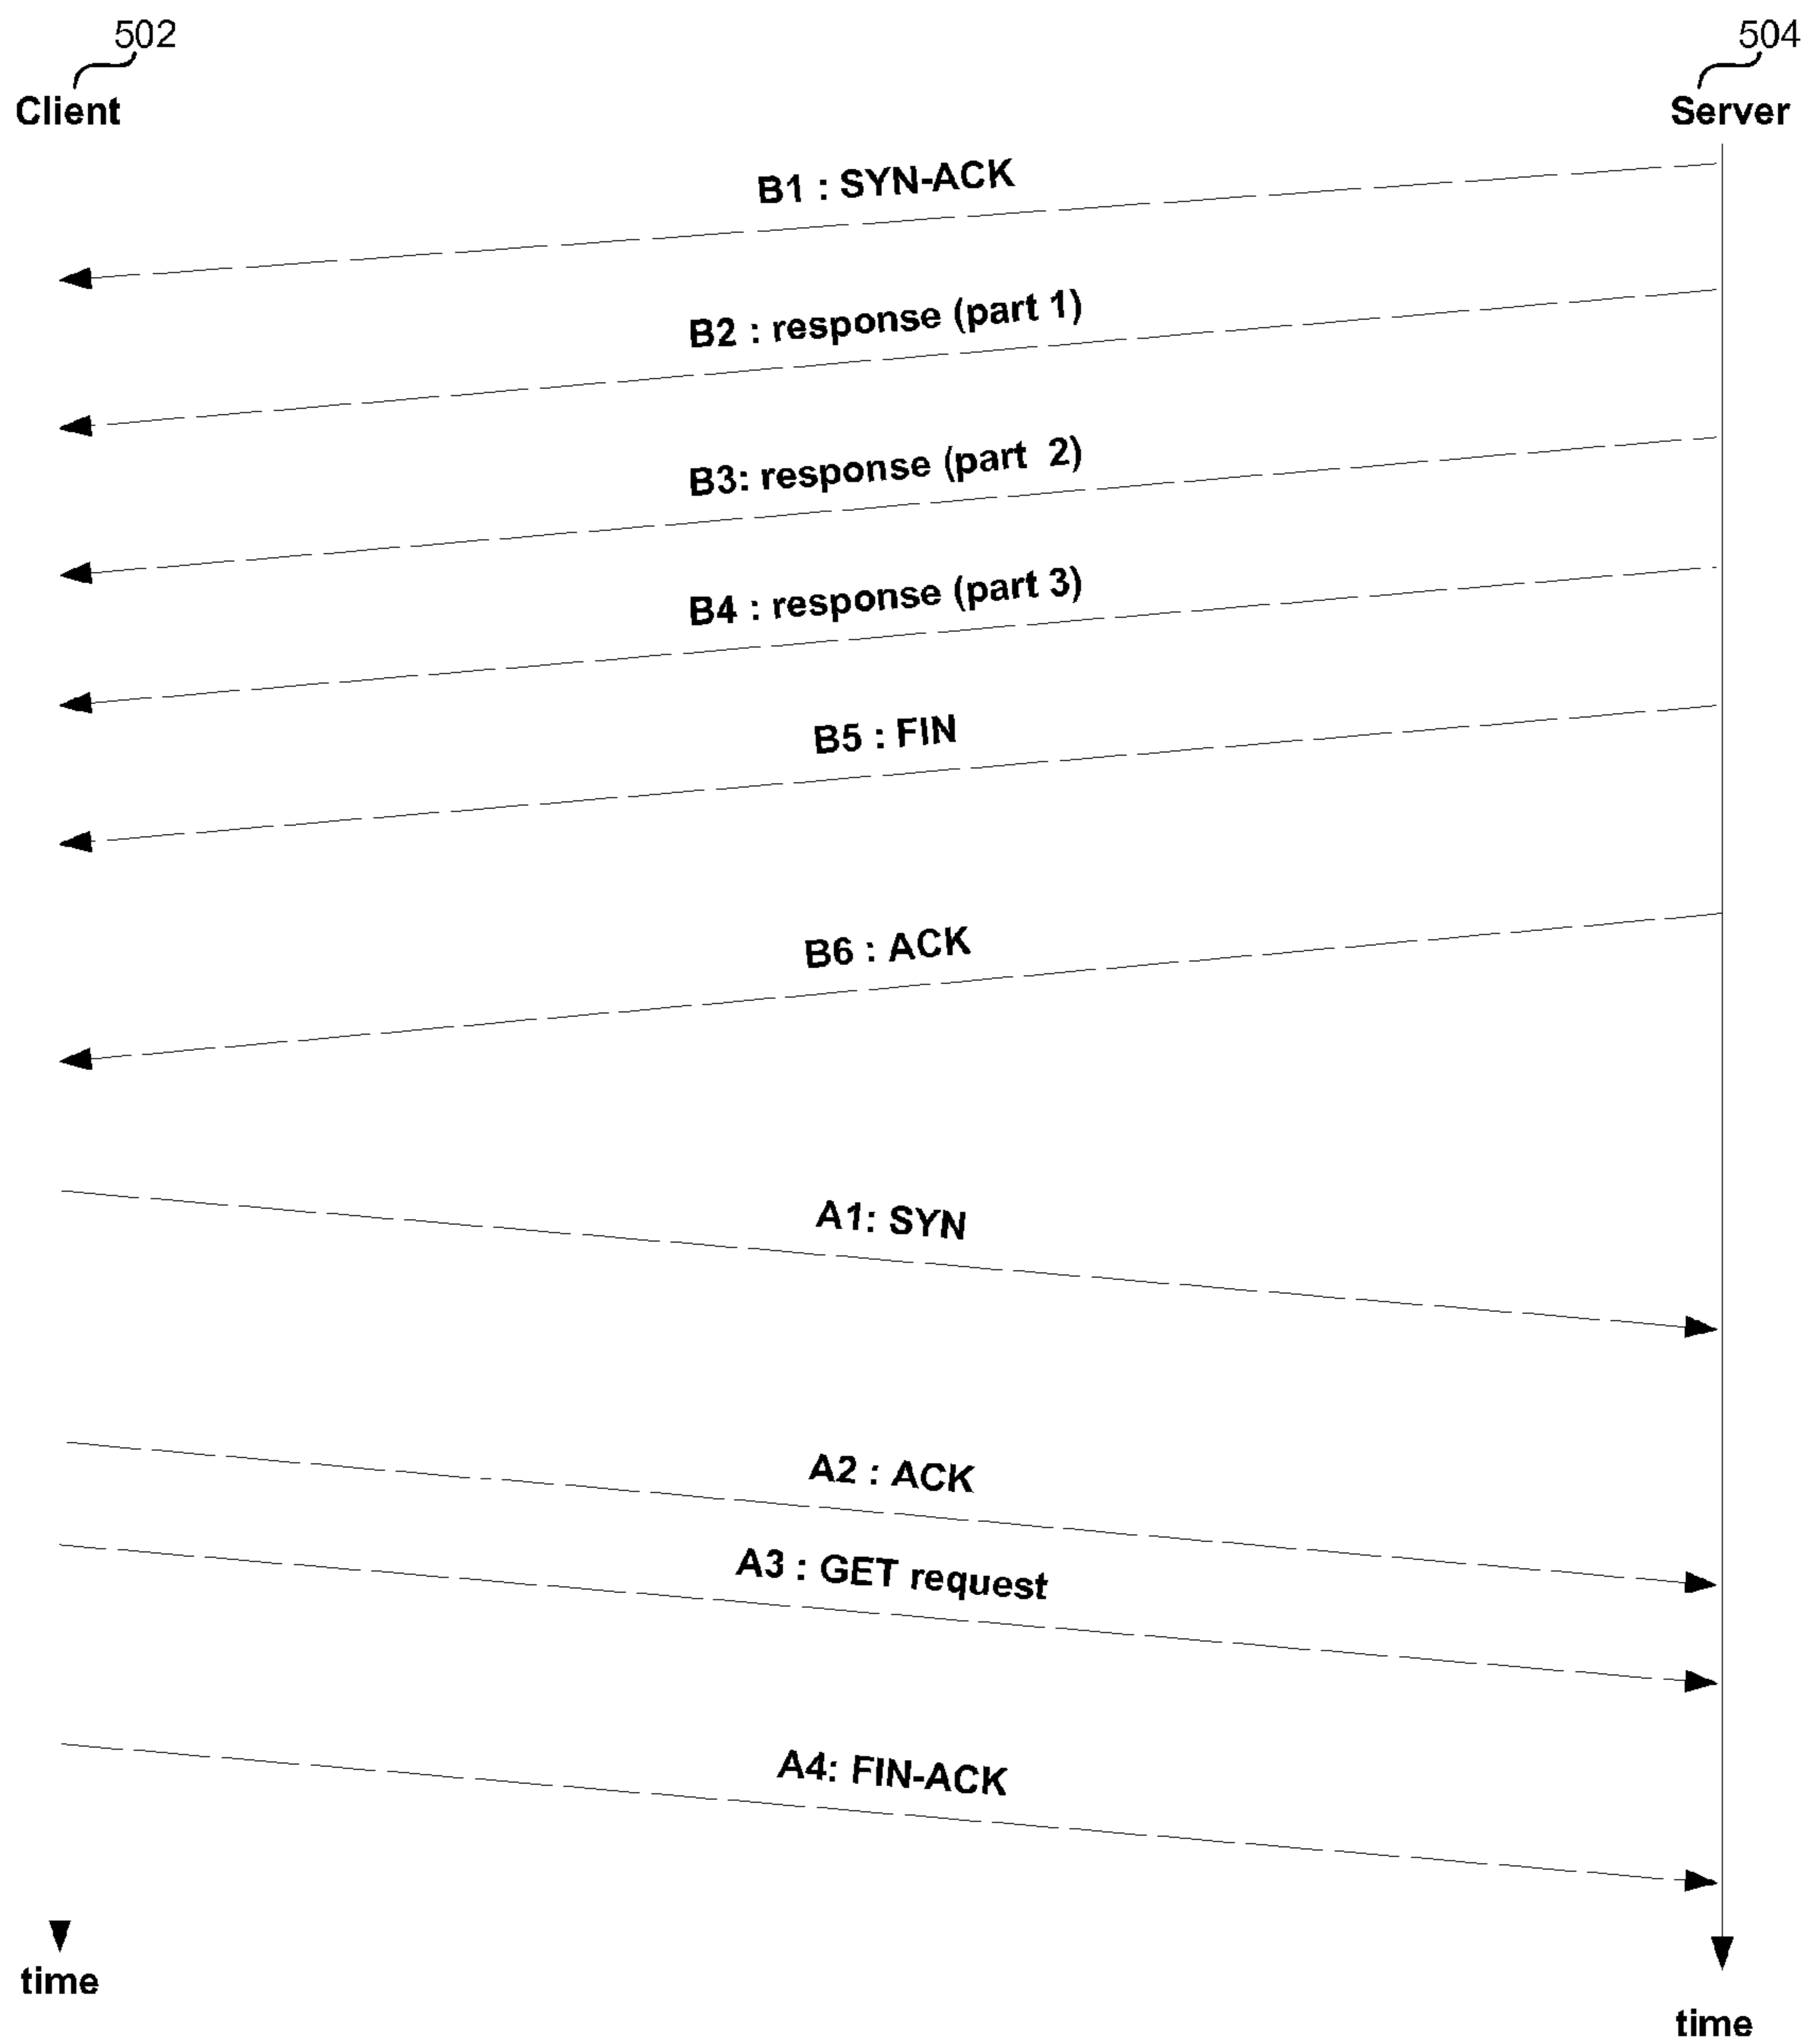 502
504
Client
Server
B1 : SYN-ACK
B2 : response (part 1)
B3: response (part 2)
B4 : response (part 3)
B5 : FIN
B6 : ACK
A1: SYN
A2 : ACK
A3 : GET request
A4: FIN-ACK
time
time